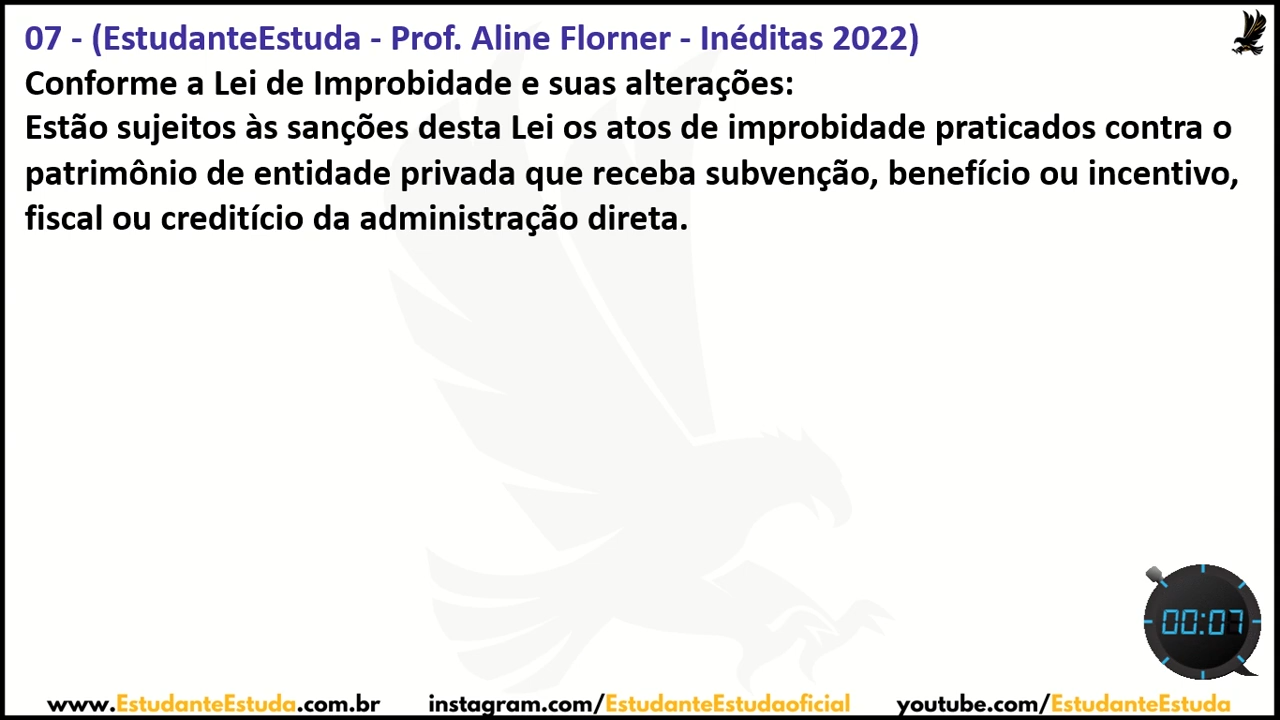 07 - (EstudanteEstuda - Prof. Aline Florner - Inéditas 2022)
Conforme a Lei de Improbidade e suas alterações:
Estão sujeitos às sanções desta Lei os atos de improbidade praticados contra o
patrimônio de entidade privada que receba subvenção, benefício ou incentivo,
fiscal ou creditício da administração direta.
00:07
www.EstudanteEstuda.com.br instagram.com/EstudanteEstudaoficial youtube.com/EstudanteEstuda